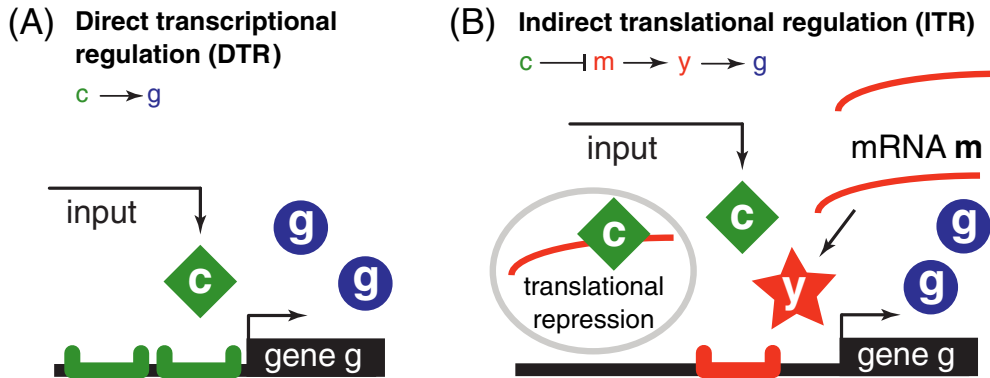 (A) Direct transcriptional
regulation (DTR)
c → g
input
g
g
c
gene g
(B) Indirect translational regulation (ITR)
c ⊣ m → y → g
input
mRNA m
c
g
c
translational
repression
y
g
gene g